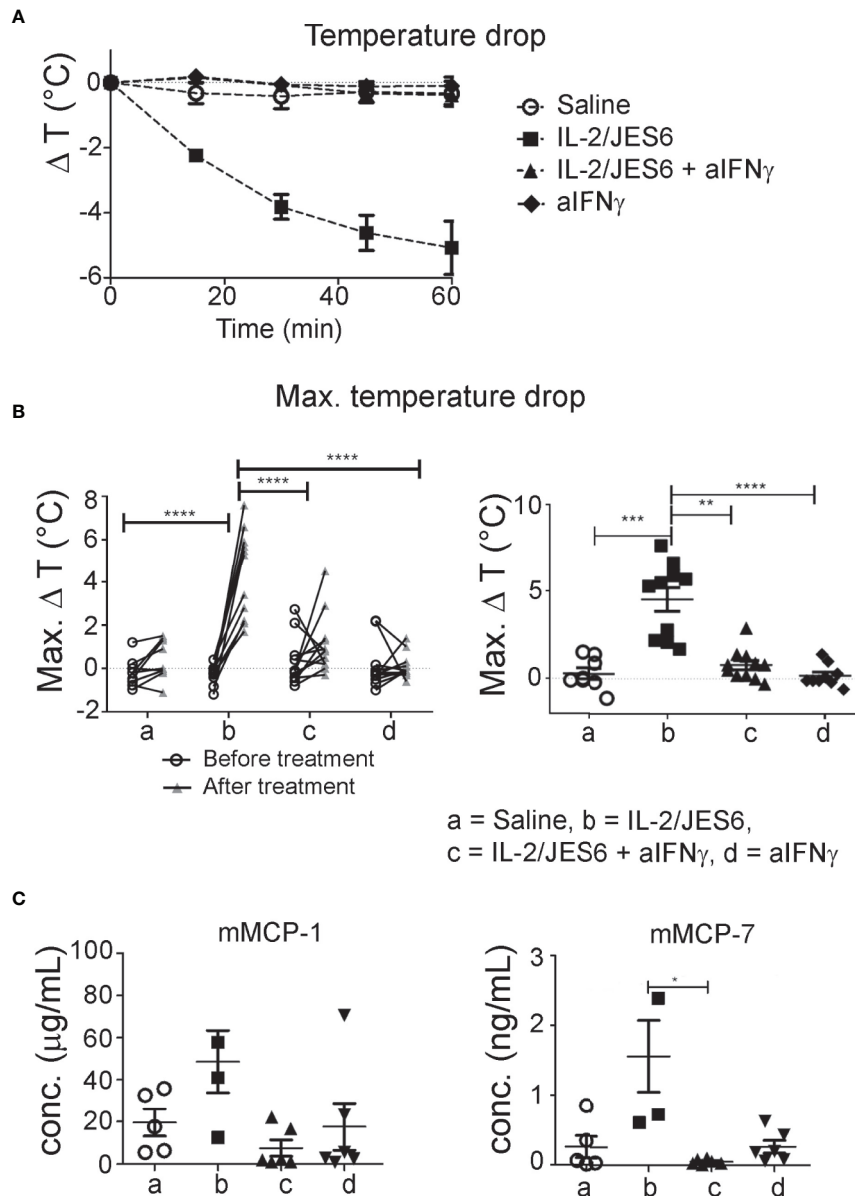 A
Temperature drop
Δ T (°C)
0
-2
-4
-6
0 20 40 60
Time (min)
Saline
IL-2/JES6
IL-2/JES6 + aIFNγ
aIFNγ
B
Max. temperature drop
Max. Δ T (°C)
8
6
4
2
0
-2
**** **** ****
a b c d
Before treatment
After treatment
Max. Δ T (°C)
10
5
0
*** ** ****
a b c d
a = Saline, b = IL-2/JES6,
c = IL-2/JES6 + aIFNγ, d = aIFNγ
C
mMCP-1
conc. (μg/mL)
100
80
60
40
20
0
a b c d
mMCP-7
conc. (ng/mL)
3
2
1
0
*
a b c d